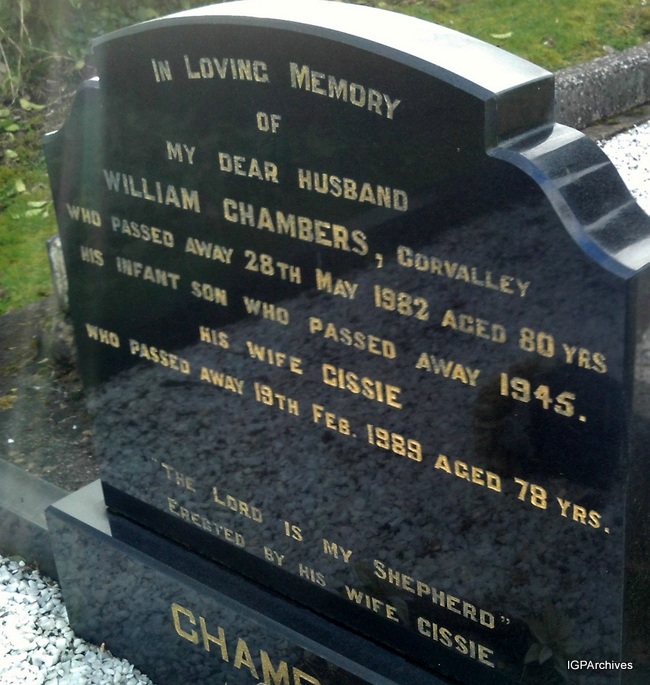 IN LOVING MEMORY
OF
MY DEAR HUSBAND
WILLIAM CHAMBERS, CORVALLEY
WHO PASSED AWAY 28TH MAY 1982 AGED 80 YRS
HIS INFANT SON WHO PASSED AWAY 1945.
HIS WIFE CISSIE
WHO PASSED AWAY 19TH FEB. 1989 AGED 78 YRS.
"THE LORD IS MY SHEPHERD"
ERECTED BY HIS WIFE CISSIE
CHAMB
IGPArchives